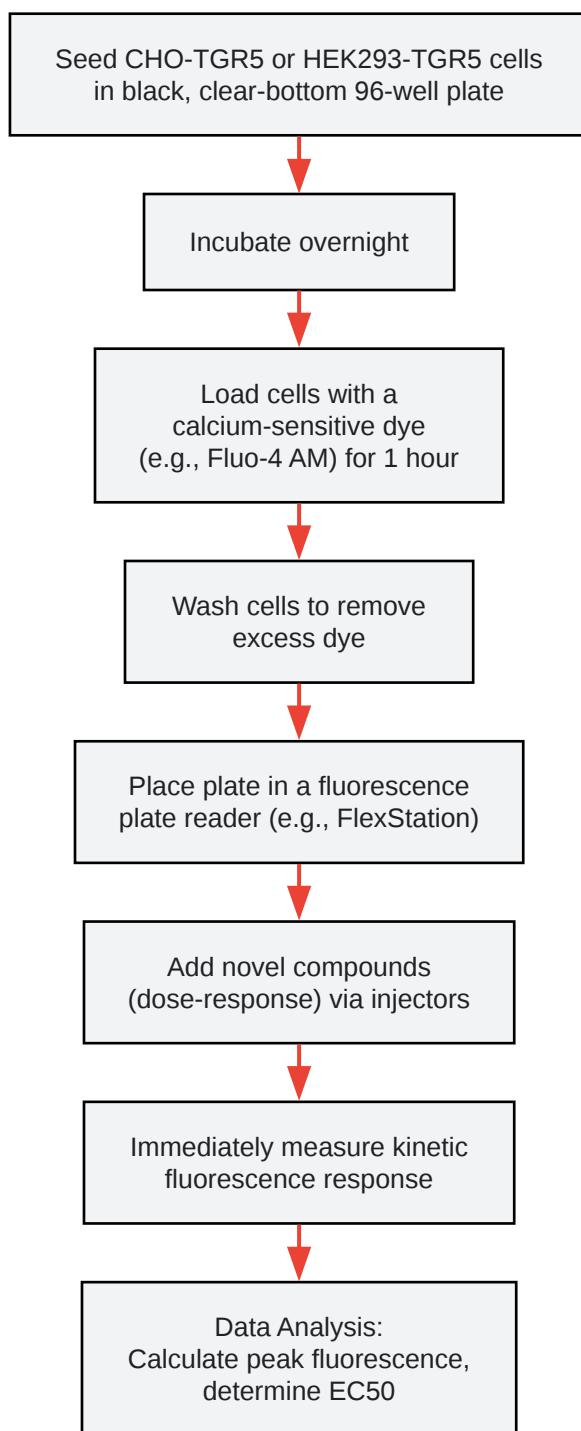 Seed CHO-TGR5 or HEK293-TGR5 cells
in black, clear-bottom 96-well plate
Incubate overnight
Load cells with a
calcium-sensitive dye
(e.g., Fluo-4 AM) for 1 hour
Wash cells to remove
excess dye
Place plate in a fluorescence
plate reader (e.g., FlexStation)
Add novel compounds
(dose-response) via injectors
Immediately measure kinetic
fluorescence response
Data Analysis:
Calculate peak fluorescence,
determine EC50